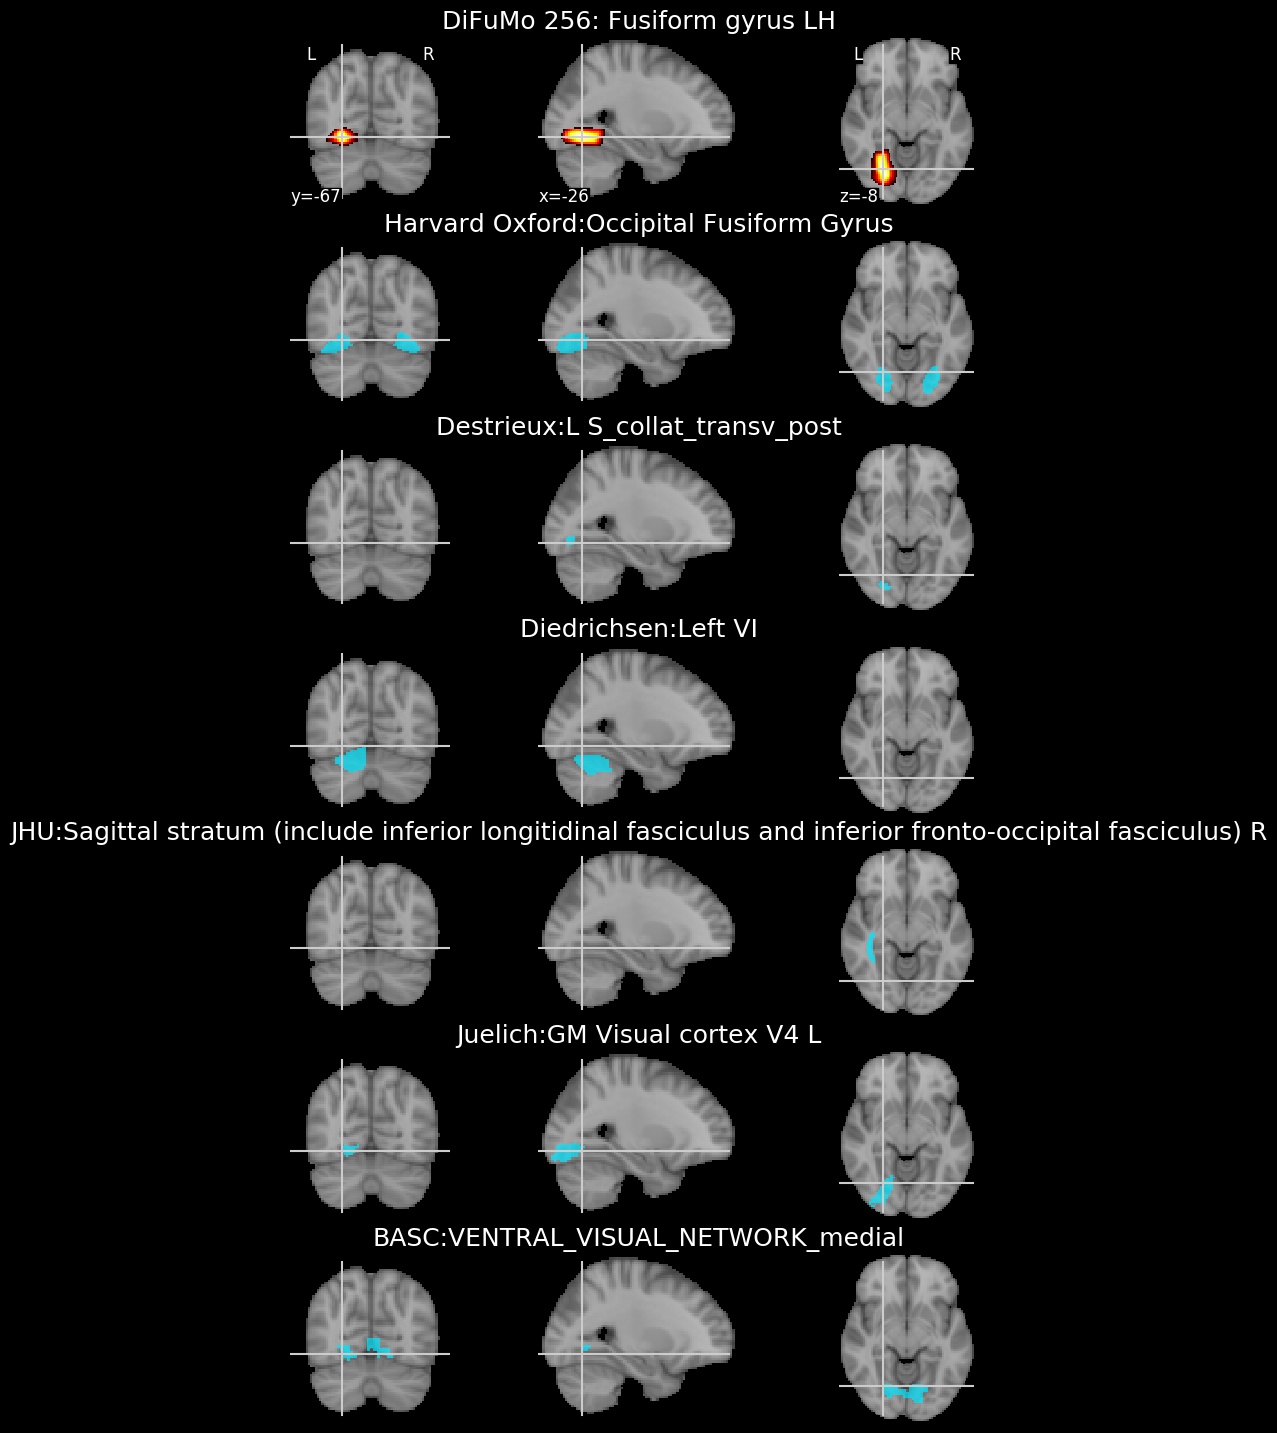 DiFuMo 256: Fusiform gyrus LH
L R L R
y=-67 x=-26 z=-8
Harvard Oxford:Occipital Fusiform Gyrus
Destrieux:L S_collat_transv_post
Diedrichsen:Left VI
JHU:Sagittal stratum (include inferior longitidinal fasciculus and inferior fronto-occipital fasciculus) R
Juelich:GM Visual cortex V4 L
BASC:VENTRAL_VISUAL_NETWORK_medial